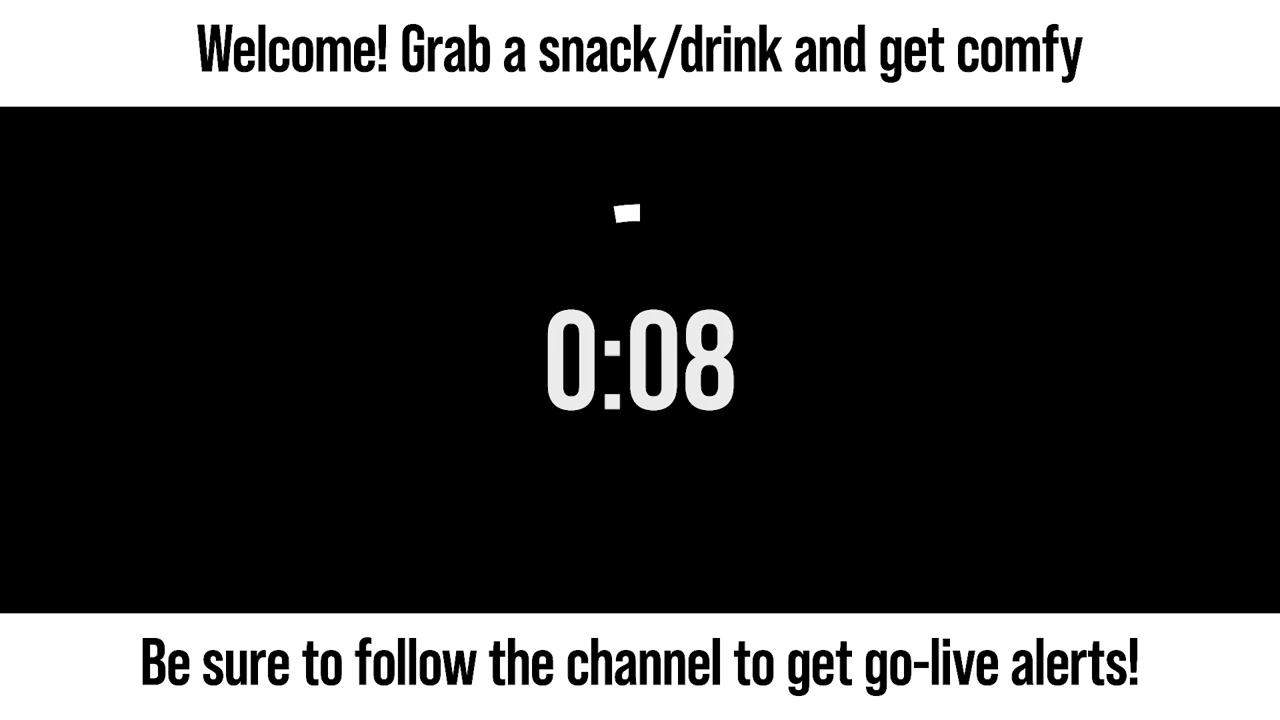 Welcome! Grab a snack/drink and get comfy
0:08
Be sure to follow the channel to get go-live alerts!